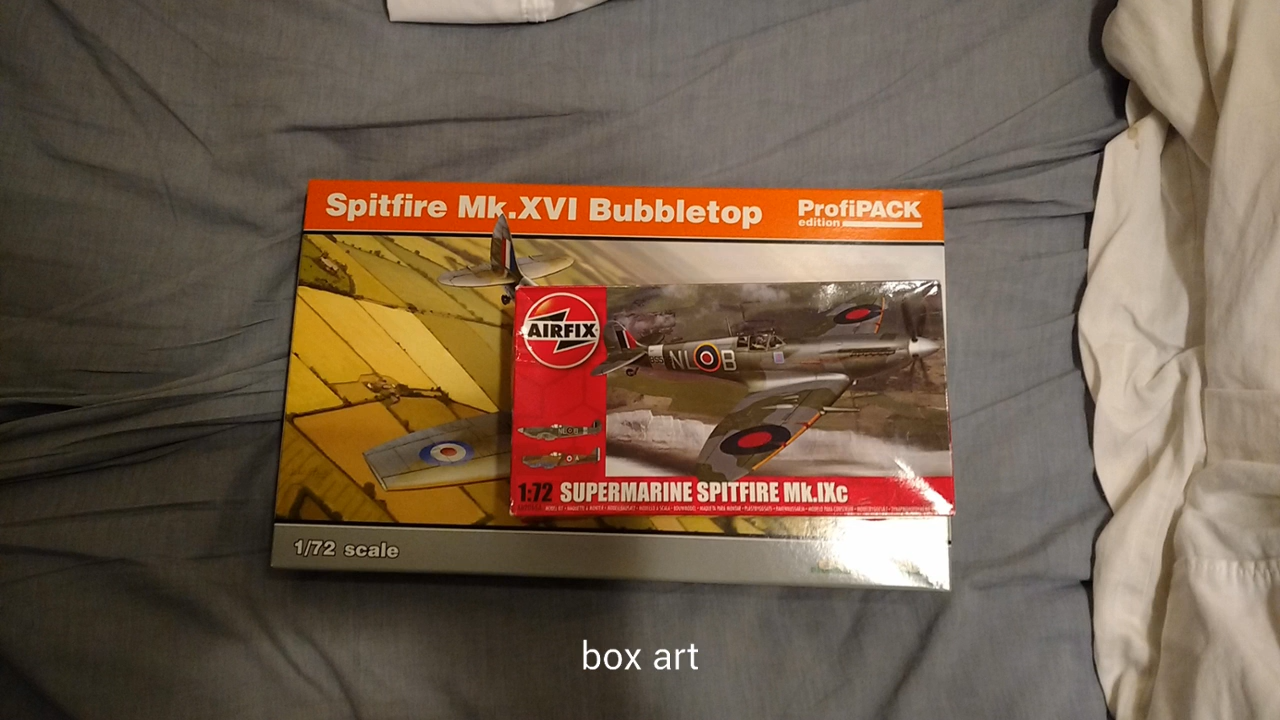 Spitfire Mk.XVI Bubbletop
ProfiPACK
edition
AIRFIX
NL B
1:72 SUPERMARINE SPITFIRE Mk.IXc
1/72 scale
box art